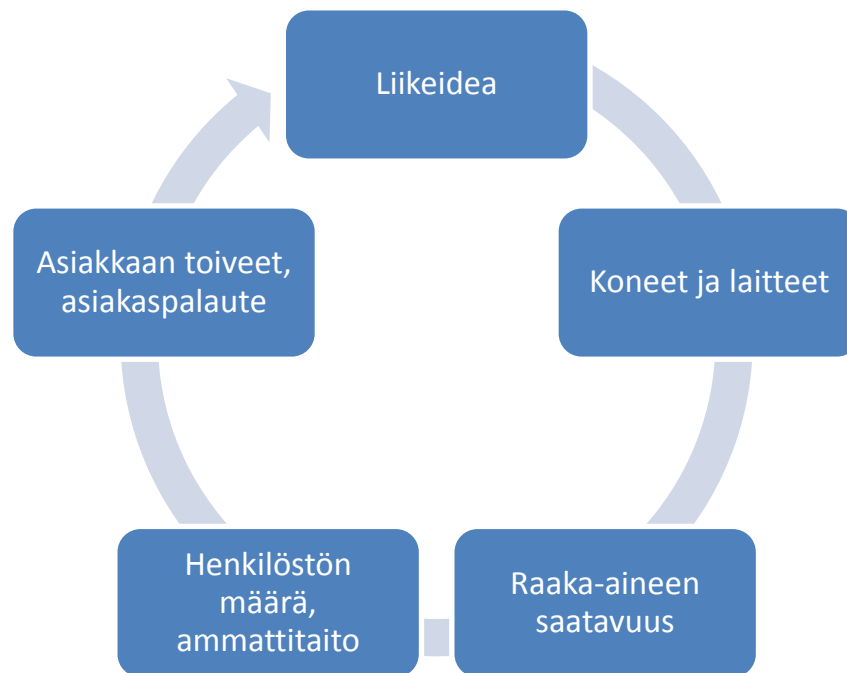 Liikeidea
Koneet ja laitteet
Raaka-aineen
saatavuus
Henkilöstön
määrä,
ammattitaito
Asiakkaan toiveet,
asiakaspalaute